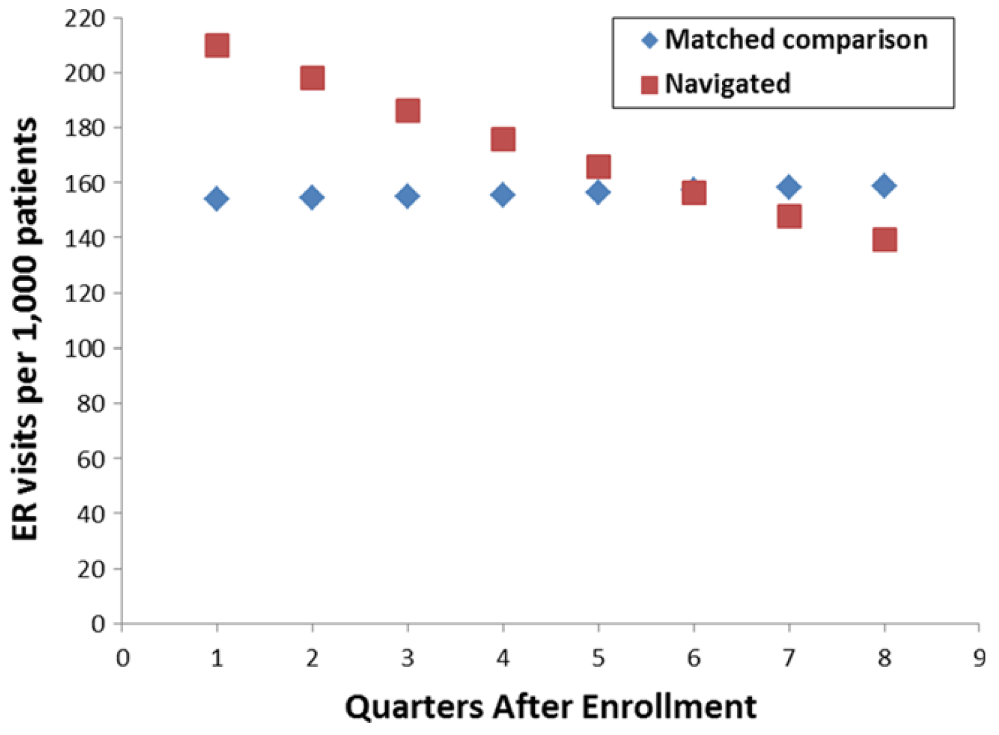 220
200
180
160
140
120
100
80
60
40
20
0
ER visits per 1,000 patients
Matched comparison
Navigated
0 1 2 3 4 5 6 7 8 9
Quarters After Enrollment